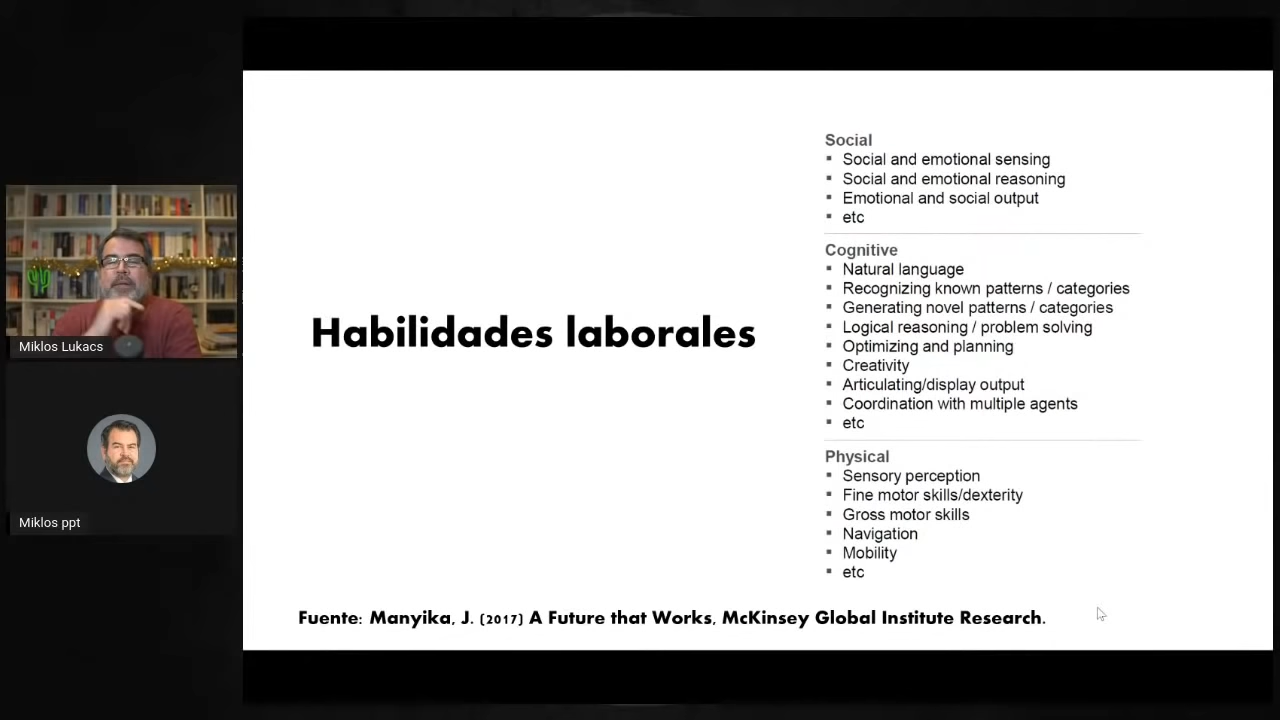 Miklos Lukacs
Miklos ppt
Habilidades laborales
Social
▪ Social and emotional sensing
▪ Social and emotional reasoning
▪ Emotional and social output
▪ etc
Cognitive
▪ Natural language
▪ Recognizing known patterns / categories
▪ Generating novel patterns / categories
▪ Logical reasoning / problem solving
▪ Optimizing and planning
▪ Creativity
▪ Articulating/display output
▪ Coordination with multiple agents
▪ etc
Physical
▪ Sensory perception
▪ Fine motor skills/dexterity
▪ Gross motor skills
▪ Navigation
▪ Mobility
▪ etc
Fuente: Manyika, J. (2017) A Future that Works, McKinsey Global Institute Research.